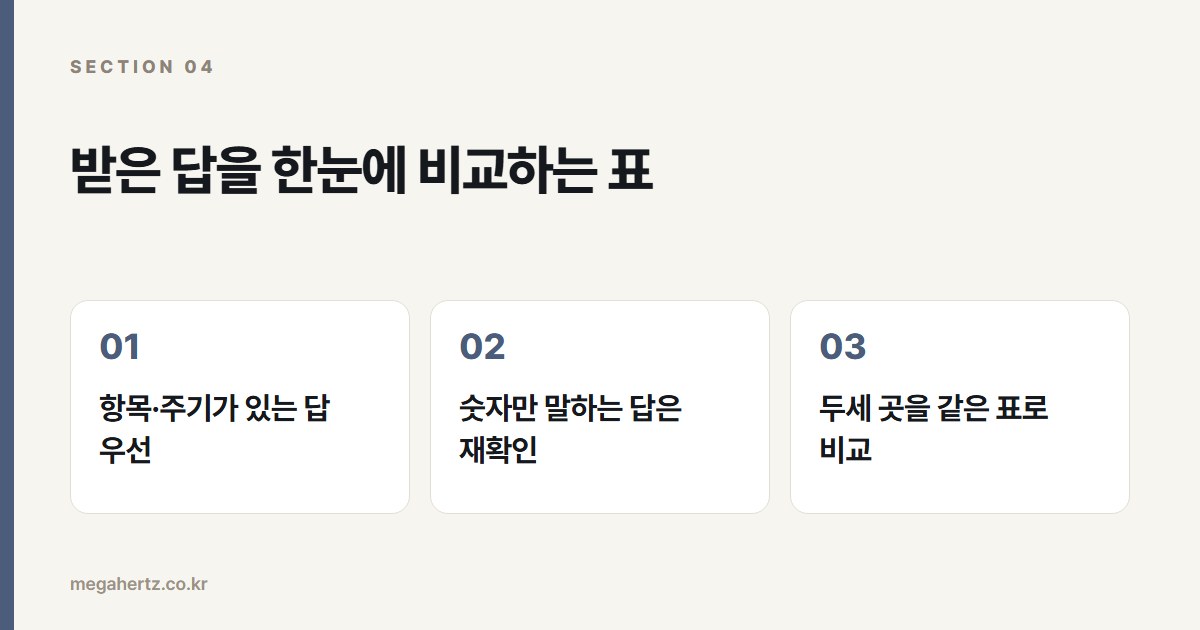 SECTION 04
받은 답을 한눈에 비교하는 표
01
항목·주기가 있는 답
우선
02
숫자만 말하는 답은
재확인
03
두세 곳을 같은 표로
비교
megahertz.co.kr